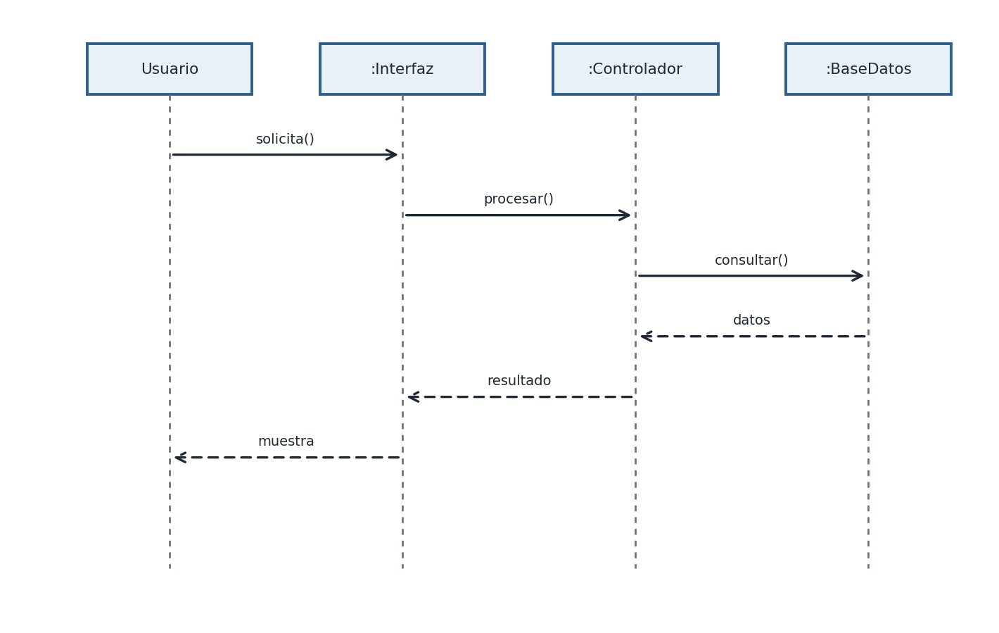 Usuario
:Interfaz
:Controlador
:BaseDatos
solicita()
procesar()
consultar()
datos
resultado
muestra